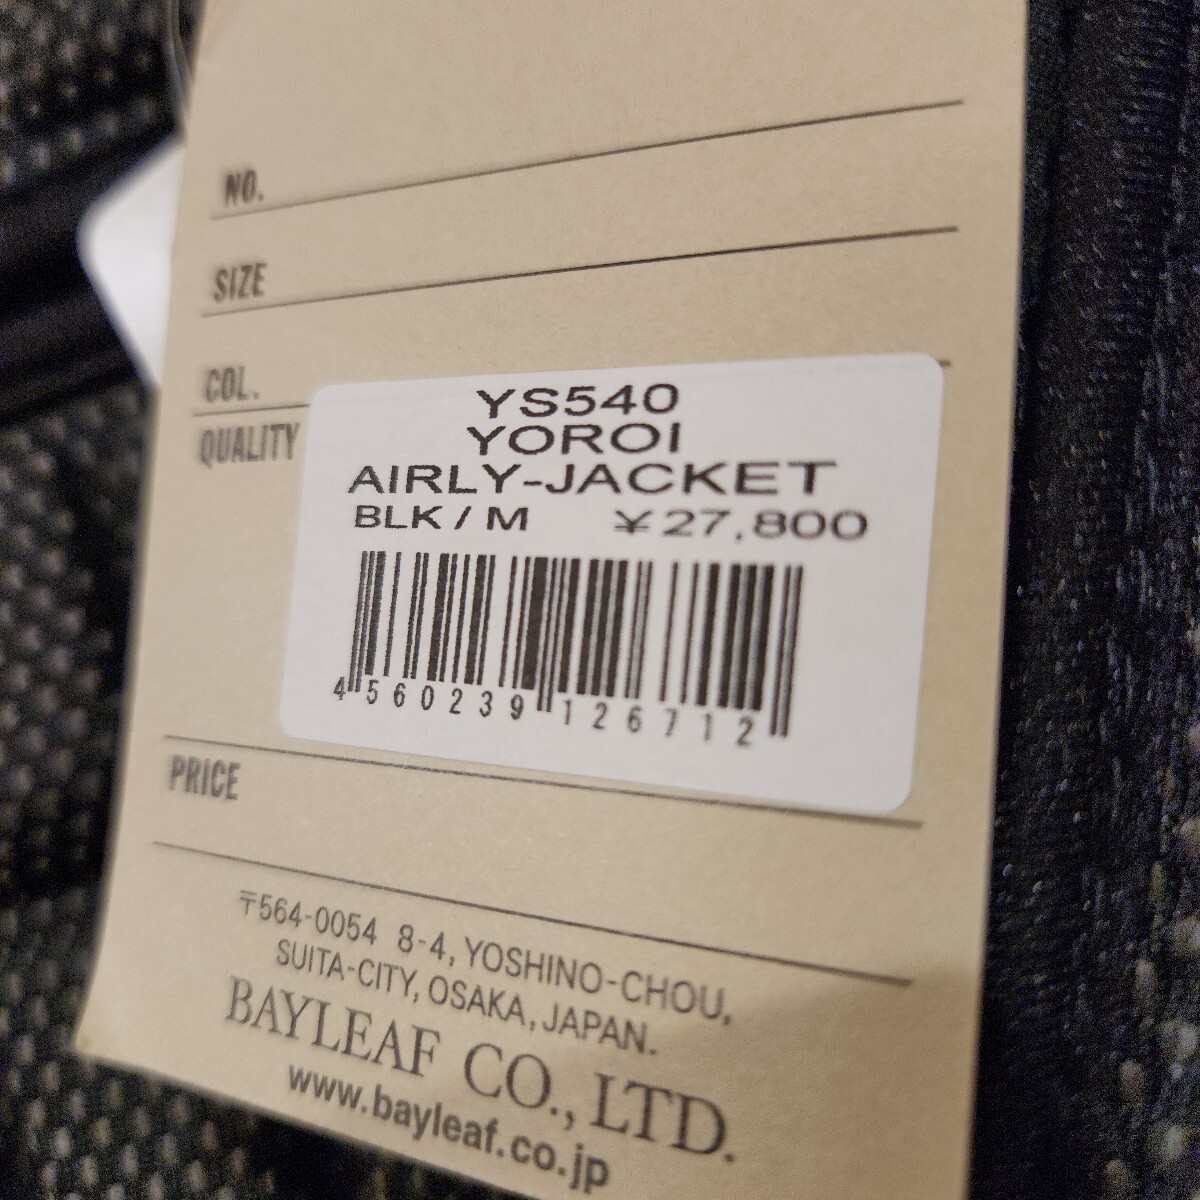 NO.
SIZE
COL.
QUALITY
YS540
YOROI
AIRLY-JACKET
BLK / M ¥27,800
4 560239 126712
PRICE
〒564-0054 8-4, YOSHINO-CHOU,
SUITA-CITY, OSAKA, JAPAN.
BAYLEAF CO., LTD.
www.bayleaf.co.jp